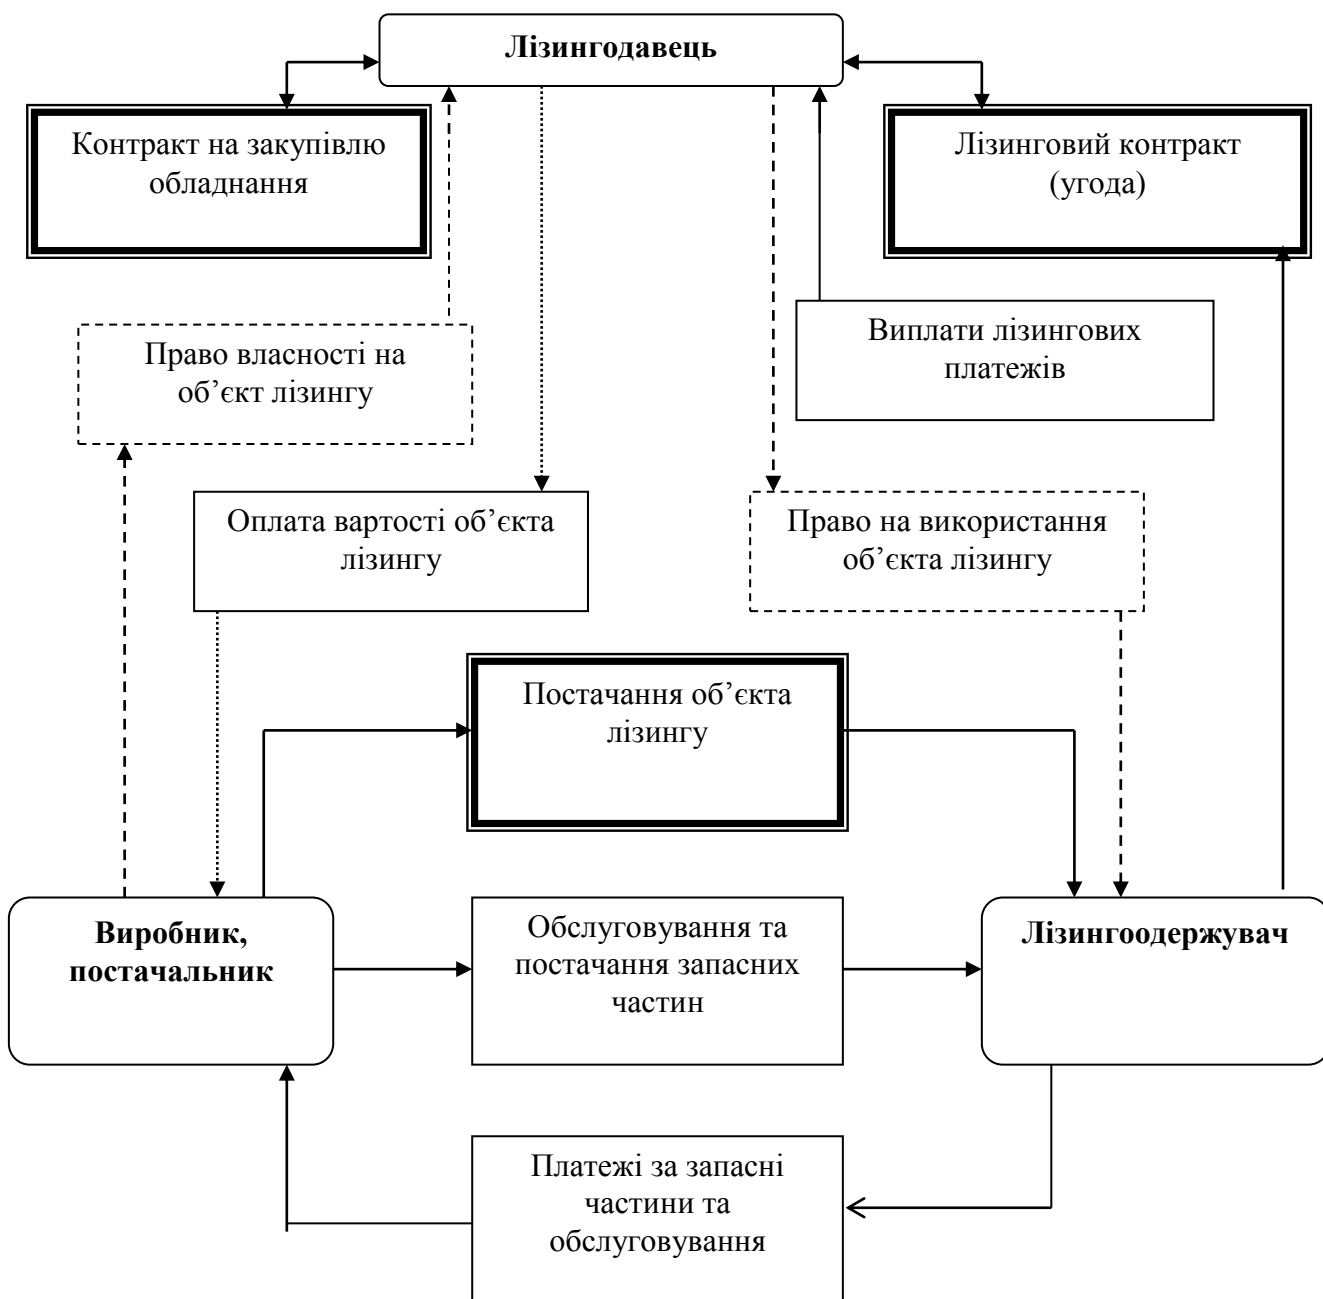 Лізингодавець
Контракт на закупівлю
обладнання
Лізинговий контракт
(угода)
Право власності на
об’єкт лізингу
Виплати лізингових
платежів
Оплата вартості об’єкта
лізингу
Право на використання
об’єкта лізингу
Постачання об’єкта
лізингу
Виробник,
постачальник
Обслуговування та
постачання запасних
частин
Лізингоодержувач
Платежі за запасні
частини та
обслуговування